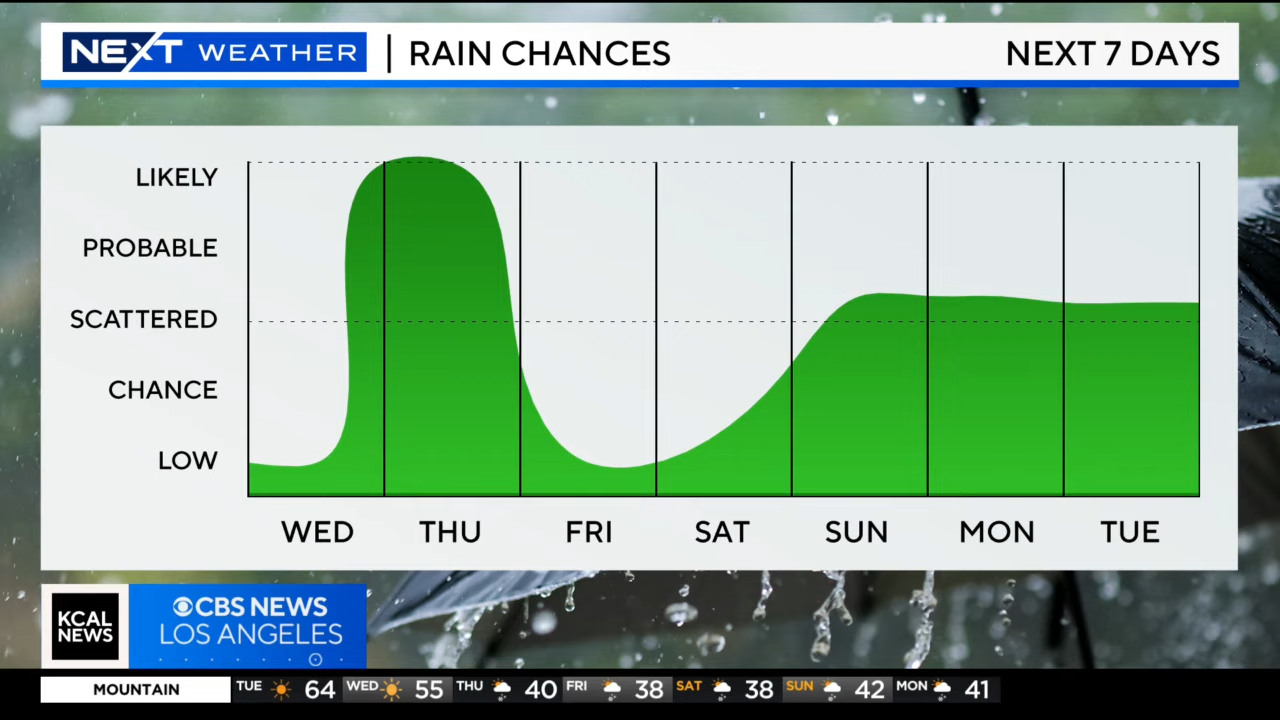 NEXT WEATHER | RAIN CHANCES NEXT 7 DAYS
LIKELY
PROBABLE
SCATTERED
CHANCE
LOW
WED THU FRI SAT SUN MON TUE
KCAL NEWS
CBS NEWS
LOS ANGELES
MOUNTAIN TUE 64 WED 55 THU 40 FRI 38 SAT 38 SUN 42 MON 41